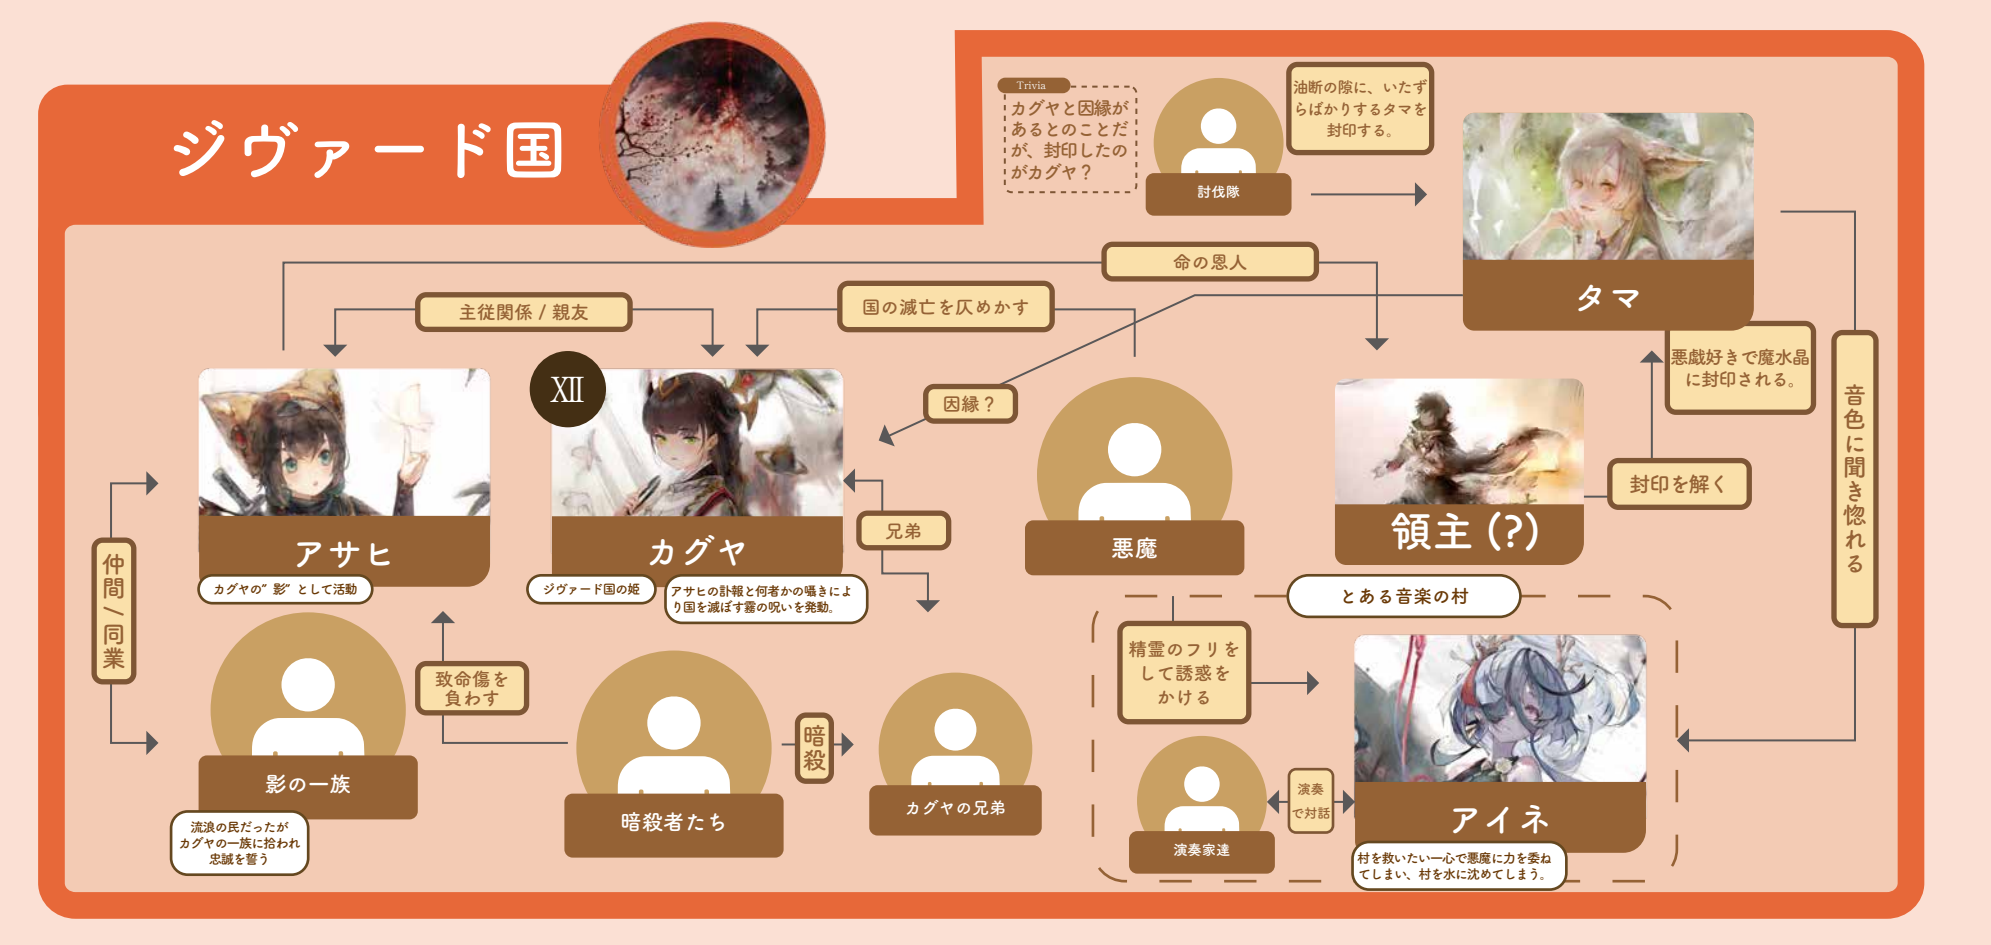 ジヴァード国
Trivia
カグヤと因縁が
あるとのことだ
が、封印したの
がカグヤ？
討伐隊
油断の隙に、いたず
らばかりするタマを
封印する。
タマ
命の恩人
主従関係 / 親友
国の滅亡を仄めかす
悪戯好きで魔水晶
に封印される。
音色に聞き惚れる
XII
因縁？
封印を解く
兄弟
アサヒ
カグヤ
悪魔
領主 (?)
カグヤの“影”として活動
ジヴァード国の姫
アサヒの訃報と何者かの囁きによ
り国を滅ぼす霧の呪いを発動。
仲間 / 同業
とある音楽の村
致命傷を
負わす
精霊のフリを
して誘惑を
かける
暗殺
影の一族
暗殺者たち
カグヤの兄弟
演奏
で対話
演奏家達
アイネ
流浪の民だったが
カグヤの一族に拾われ
忠誠を誓う
村を救いたい一心で悪魔に力を委ね
てしまい、村を水に沈めてしまう。